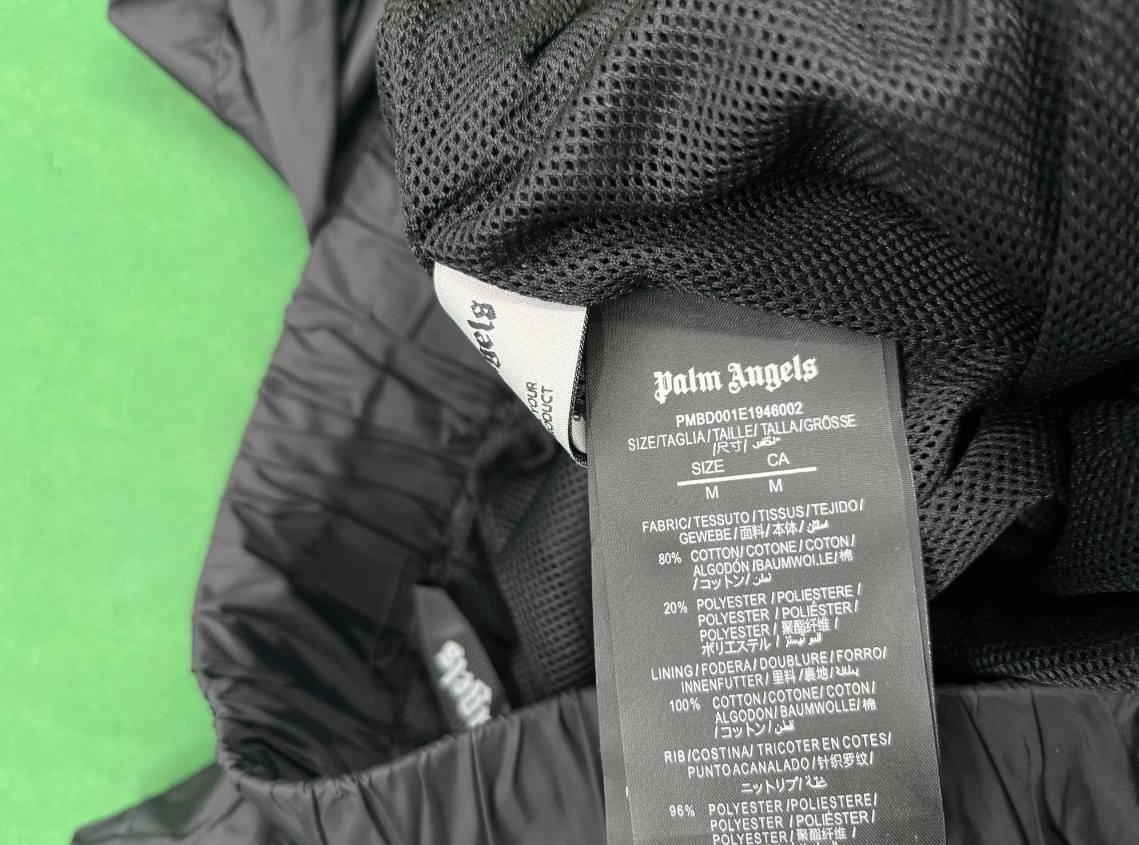 Palm Angels
PMBD001E1946002
SIZE/TAGLIA/TAILLE/TALLA/GRÖSSE
/尺寸/
SIZE CA
M M
FABRIC/TESSUTO/TISSUS/TEJIDO/
GEWEBE/面料/本体/
80% COTTON/COTONE/COTON/
ALGODÓN/BAUMWOLLE/棉
/コットン/
20% POLYESTER/POLIESTERE/
POLYESTER/POLIÉSTER/
POLYESTER/聚酯纤维/
ポリエステル/
LINING/FODERA/DOUBLURE/FORRO/
INNENFUTTER/里料/裏地/
100% COTTON/COTONE/COTON/
ALGODON/BAUMWOLLE/棉
/コットン/
RIB/COSTINA/TRICOTER EN COTES/
PUNTO ACANALADO/针织罗纹/
ニットリブ/
96% POLYESTER/POLIESTERE/
POLYESTER/POLIÉSTER/
POLYESTER/聚酯纤维/